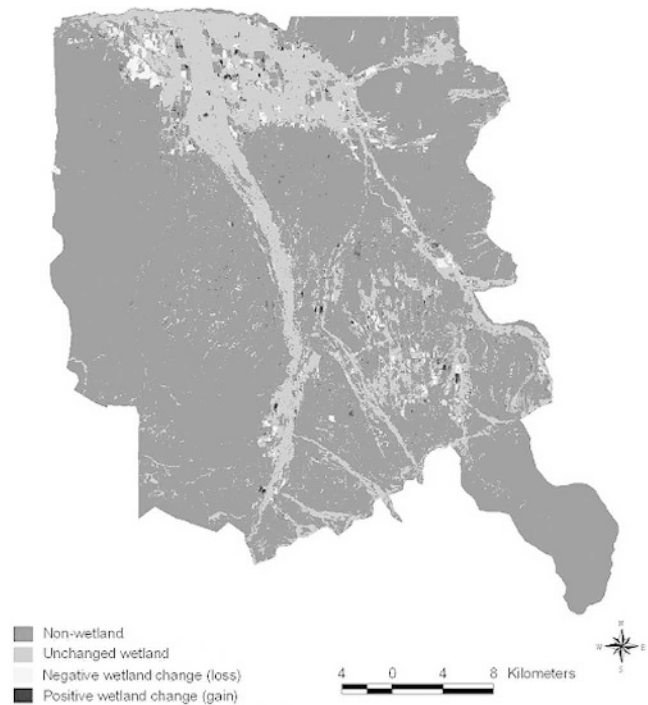 Non-wetland
Unchanged wetland
Negative wetland change (loss)
Positive wetland change (gain)
4 0 4 8 Kilometers
N
W E
S